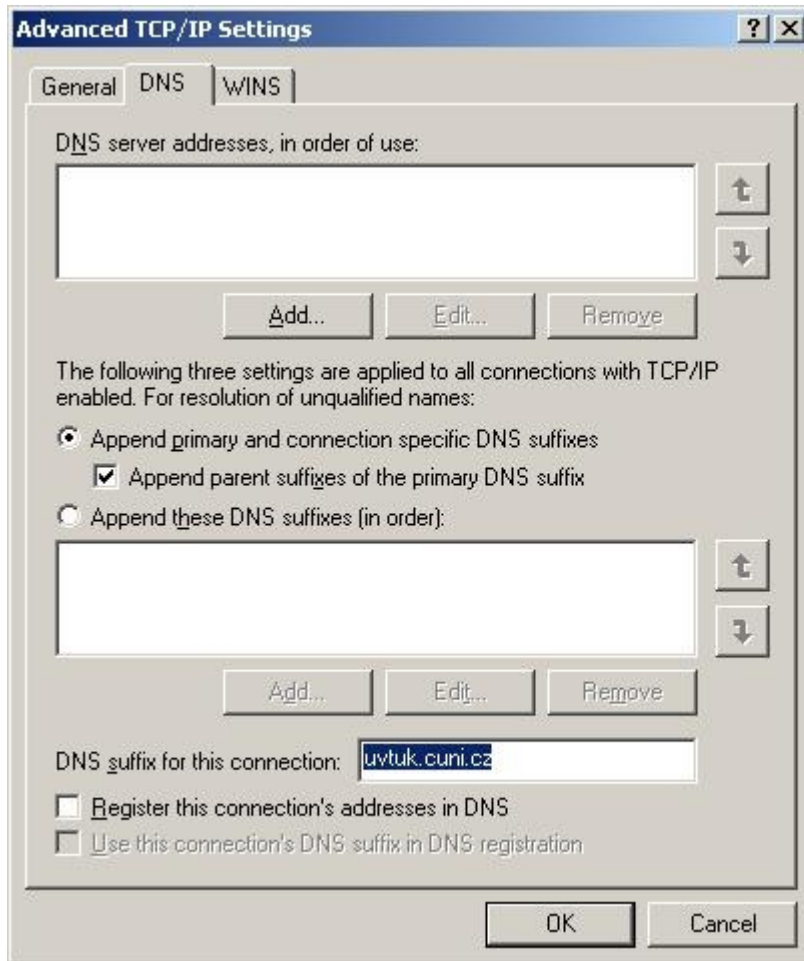 Advanced TCP/IP Settings
General DNS WINS
DNS server addresses, in order of use:
Add... Edit... Remove
The following three settings are applied to all connections with TCP/IP
enabled. For resolution of unqualified names:
Append primary and connection specific DNS suffixes
Append parent suffixes of the primary DNS suffix
Append these DNS suffixes (in order):
Add... Edit... Remove
DNS suffix for this connection: uvtuk.cuni.cz
Register this connection's addresses in DNS
Use this connection's DNS suffix in DNS registration
OK Cancel